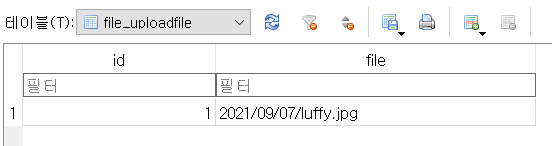 테이블(T): file_uploadfile
id file
필터 필터
1 1 2021/09/07/luffy.jpg